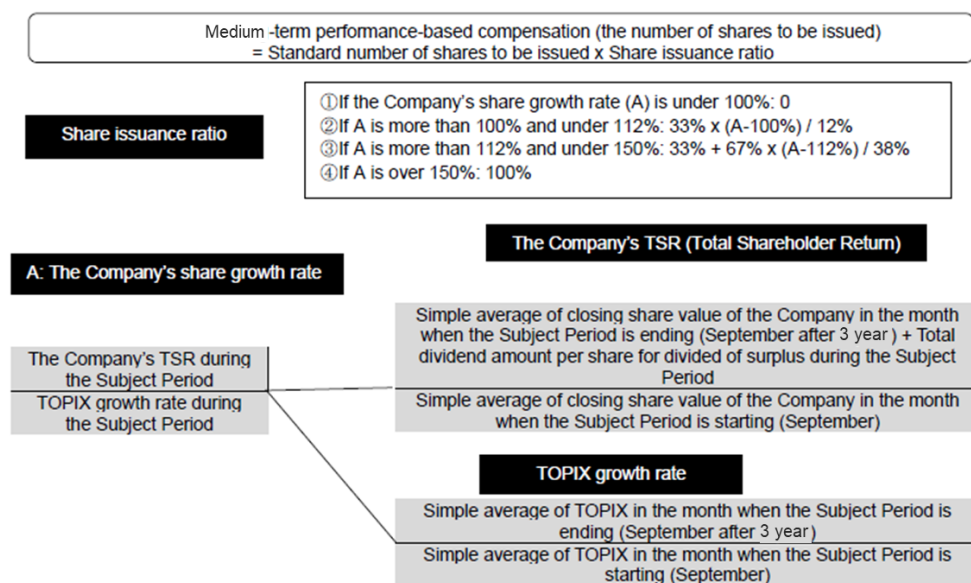 Medium -term performance-based compensation (the number of shares to be issued)
= Standard number of shares to be issued x Share issuance ratio
Share issuance ratio
①If the Company's share growth rate (A) is under 100%: 0
②If A is more than 100% and under 112%: 33% x (A-100%) / 12%
③If A is more than 112% and under 150%: 33% + 67% x (A-112%) / 38%
④If A is over 150%: 100%
The Company's TSR (Total Shareholder Return)
A: The Company's share growth rate
Simple average of closing share value of the Company in the month
when the Subject Period is ending (September after 3 year) + Total
dividend amount per share for divided of surplus during the Subject
Period
The Company's TSR during
the Subject Period
TOPIX growth rate during
the Subject Period
Simple average of closing share value of the Company in the month
when the Subject Period is starting (September)
TOPIX growth rate
Simple average of TOPIX in the month when the Subject Period is
ending (September after 3 year)
Simple average of TOPIX in the month when the Subject Period is
starting (September)